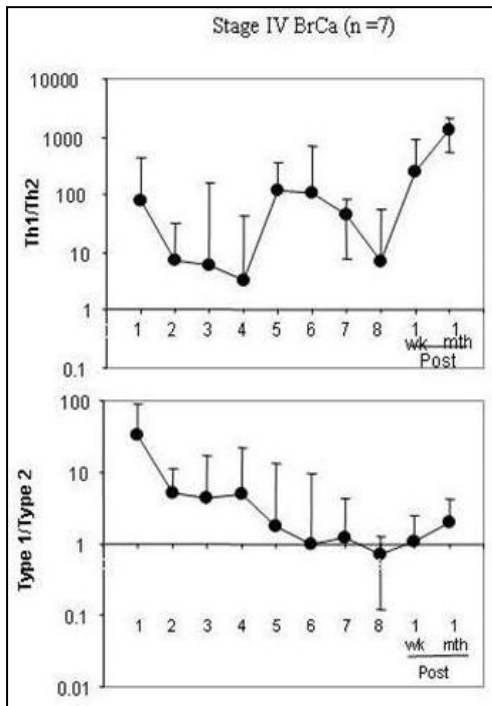 Stage IV BrCa (n =7)
Th1/Th2
10000
1000
100
10
1
0.1
1 2 3 4 5 6 7 8 1 1
wk mth
Post
Type 1/Type 2
100
10
1
0.1
0.01
1 2 3 4 5 6 7 8 1 1
wk mth
Post